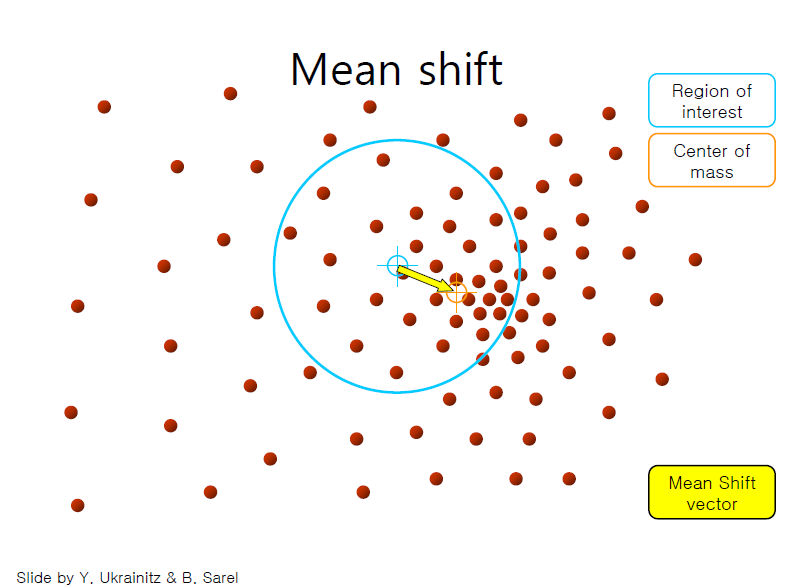 Mean shift
Region of
interest
Center of
mass
Mean Shift
vector
Slide by Y. Ukrainitz & B. Sarel